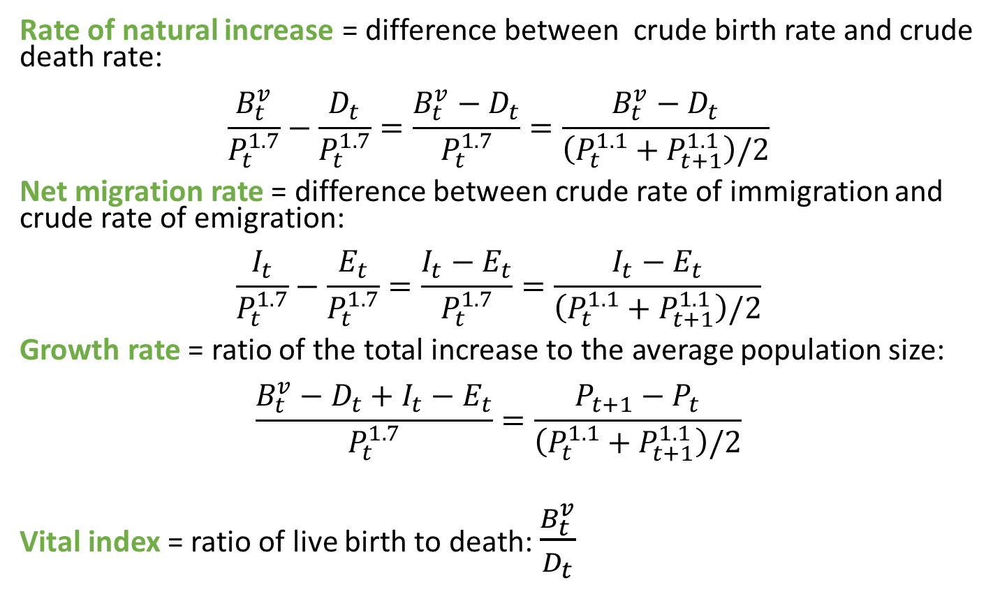 Rate of natural increase = difference between crude birth rate and crude
death rate:
$\frac{B_t^v}{P_t^{1.7}} - \frac{D_t}{P_t^{1.7}} = \frac{B_t^v - D_t}{P_t^{1.7}} = \frac{B_t^v - D_t}{(P_t^{1.1} + P_{t+1}^{1.1})/2}$
Net migration rate = difference between crude rate of immigration and
crude rate of emigration:
$\frac{I_t}{P_t^{1.7}} - \frac{E_t}{P_t^{1.7}} = \frac{I_t - E_t}{P_t^{1.7}} = \frac{I_t - E_t}{(P_t^{1.1} + P_{t+1}^{1.1})/2}$
Growth rate = ratio of the total increase to the average population size:
$\frac{B_t^v - D_t + I_t - E_t}{P_t^{1.7}} = \frac{P_{t+1} - P_t}{(P_t^{1.1} + P_{t+1}^{1.1})/2}$
Vital index = ratio of live birth to death: $\frac{B_t^v}{D_t}$